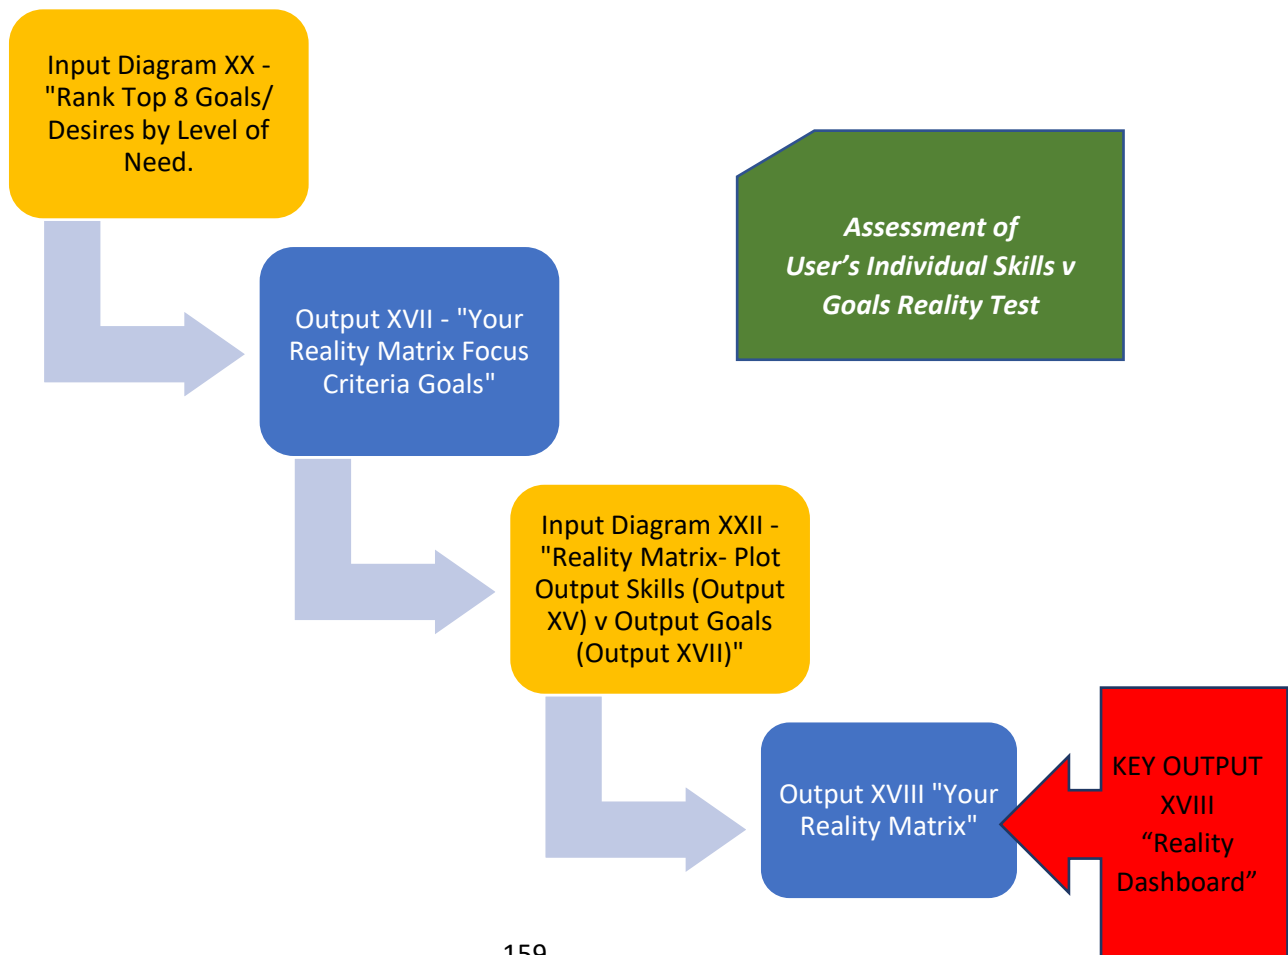 Input Diagram XX -
"Rank Top 8 Goals/
Desires by Level of
Need.
Assessment of
User’s Individual Skills v
Goals Reality Test
Output XVII - "Your
Reality Matrix Focus
Criteria Goals"
Input Diagram XXII -
"Reality Matrix- Plot
Output Skills (Output
XV) v Output Goals
(Output XVII)"
Output XVIII "Your
Reality Matrix"
KEY OUTPUT
XVIII
“Reality
Dashboard”
159